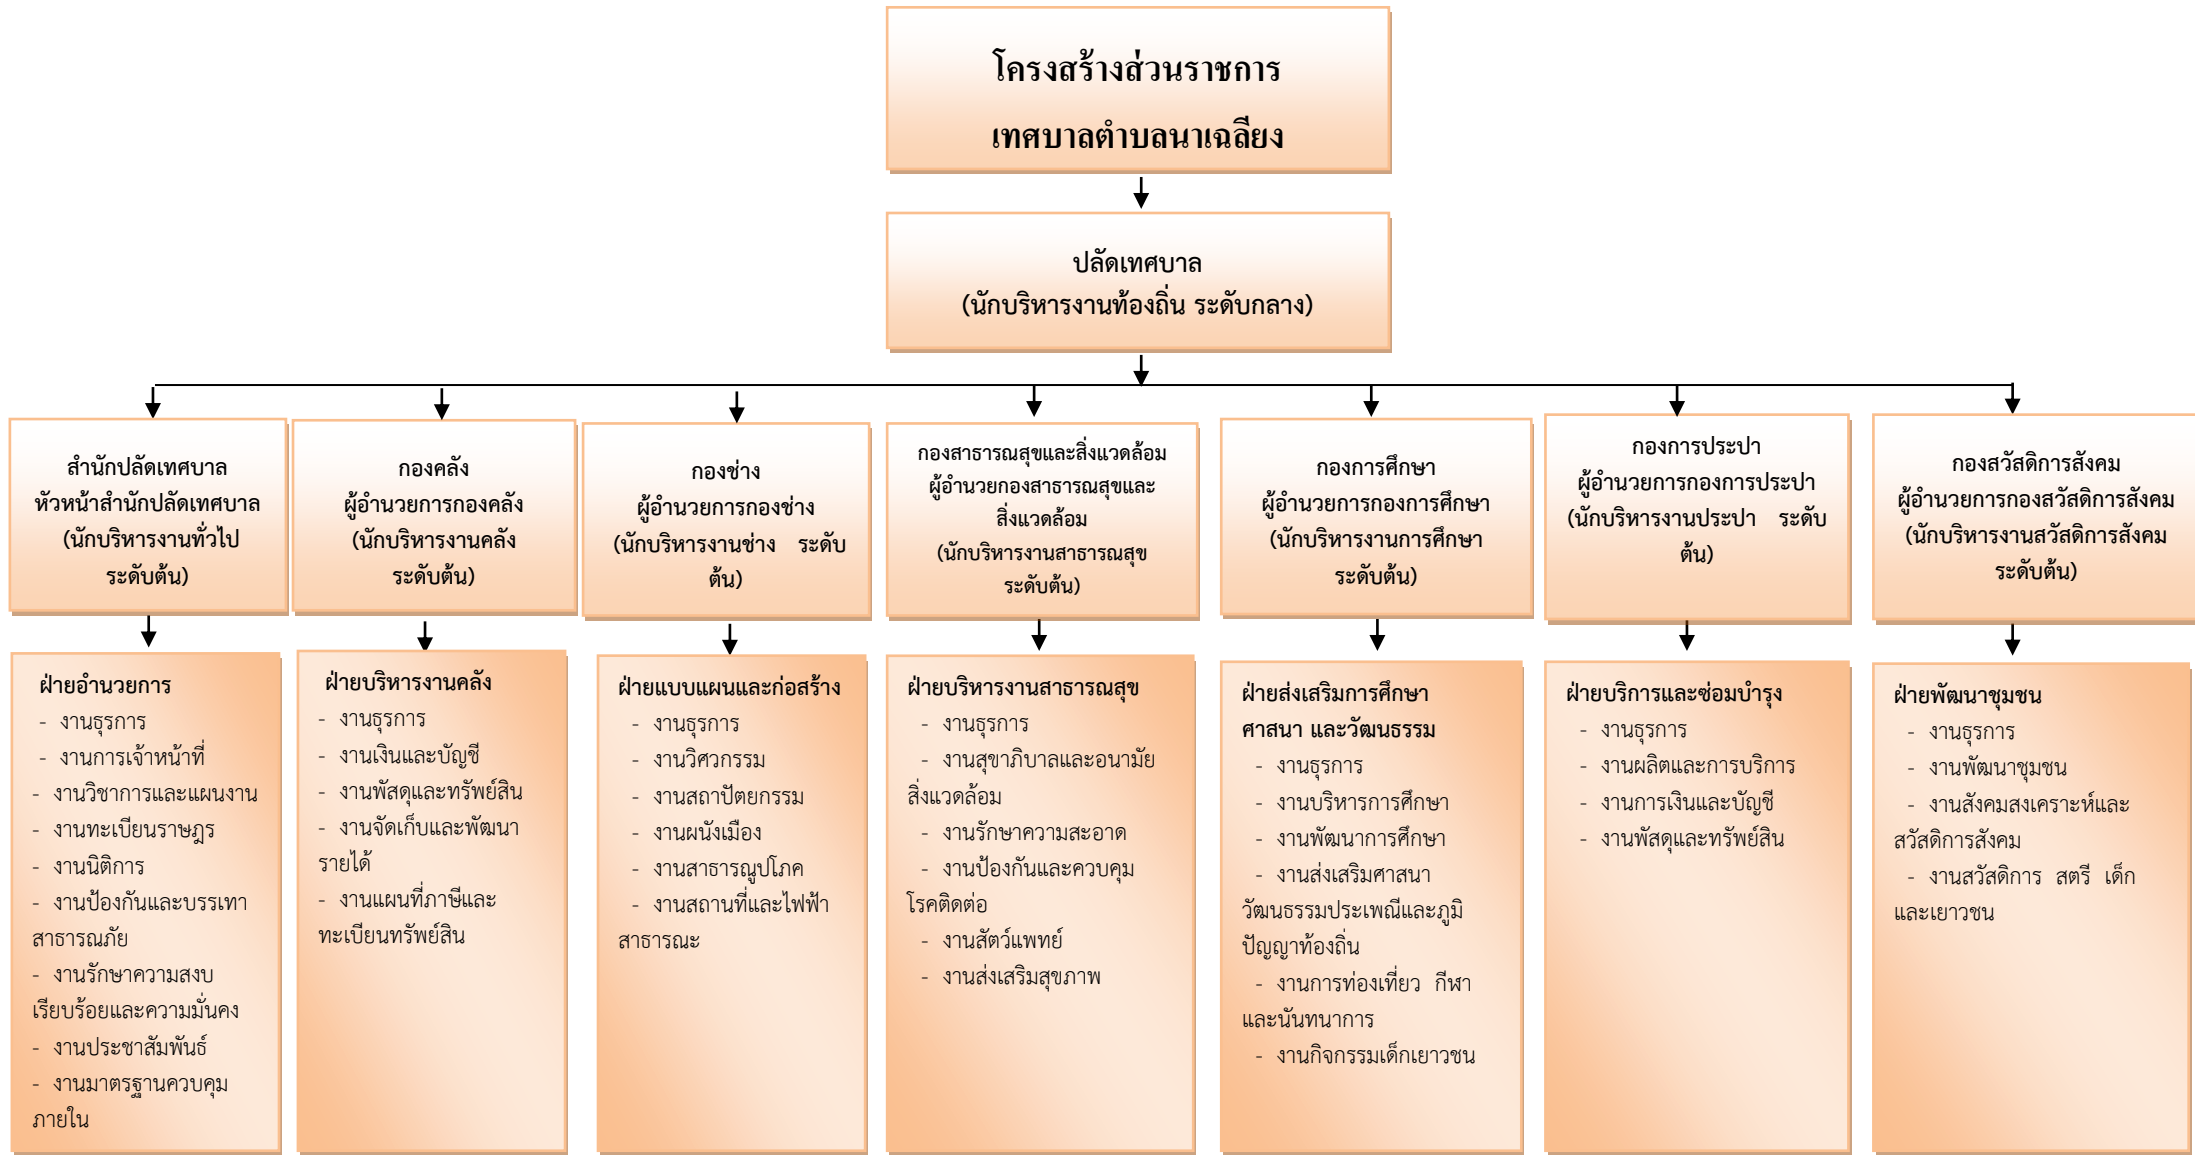 โครงสร้างส่วนราชการ
เทศบาลตำบลนาเฉลียง
ปลัดเทศบาล
(นักบริหารงานท้องถิ่น ระดับกลาง)
สำนักปลัดเทศบาล
หัวหน้าสำนักปลัดเทศบาล
(นักบริหารงานทั่วไป
ระดับต้น)
กองคลัง
ผู้อำนวยการกองคลัง
(นักบริหารงานคลัง
ระดับต้น)
กองช่าง
ผู้อำนวยการกองช่าง
(นักบริหารงานช่าง ระดับ
ต้น)
กองสาธารณสุขและสิ่งแวดล้อม
ผู้อำนวยกองสาธารณสุขและ
สิ่งแวดล้อม
(นักบริหารงานสาธารณสุข
ระดับต้น)
กองการศึกษา
ผู้อำนวยการกองการศึกษา
(นักบริหารงานการศึกษา
ระดับต้น)
กองการประปา
ผู้อำนวยการกองการประปา
(นักบริหารงานประปา ระดับ
ต้น)
กองสวัสดิการสังคม
ผู้อำนวยการกองสวัสดิการสังคม
(นักบริหารงานสวัสดิการสังคม
ระดับต้น)
ฝ่ายอำนวยการ
- งานธุรการ
- งานการเจ้าหน้าที่
- งานวิชาการและแผนงาน
- งานทะเบียนราษฎร
- งานนิติการ
- งานป้องกันและบรรเทา
สาธารณภัย
- งานรักษาความสงบ
เรียบร้อยและความมั่นคง
- งานประชาสัมพันธ์
- งานมาตรฐานควบคุม
ภายใน
ฝ่ายบริหารงานคลัง
- งานธุรการ
- งานเงินและบัญชี
- งานพัสดุและทรัพย์สิน
- งานจัดเก็บและพัฒนา
รายได้
- งานแผนที่ภาษีและ
ทะเบียนทรัพย์สิน
ฝ่ายแบบแผนและก่อสร้าง
- งานธุรการ
- งานวิศวกรรม
- งานสถาปัตยกรรม
- งานผนังเมือง
- งานสาธารณูปโภค
- งานสถานที่และไฟฟ้า
สาธารณะ
ฝ่ายบริหารงานสาธารณสุข
- งานธุรการ
- งานสุขาภิบาลและอนามัย
สิ่งแวดล้อม
- งานรักษาความสะอาด
- งานป้องกันและควบคุม
โรคติดต่อ
- งานสัตว์แพทย์
- งานส่งเสริมสุขภาพ
ฝ่ายส่งเสริมการศึกษา
ศาสนา และวัฒนธรรม
- งานธุรการ
- งานบริหารการศึกษา
- งานพัฒนาการศึกษา
- งานส่งเสริมศาสนา
วัฒนธรรมประเพณีและภูมิ
ปัญญาท้องถิ่น
- งานการท่องเที่ยว กีฬา
และนันทนาการ
- งานกิจกรรมเด็กเยาวชน
ฝ่ายบริการและซ่อมบำรุง
- งานธุรการ
- งานผลิตและการบริการ
- งานการเงินและบัญชี
- งานพัสดุและทรัพย์สิน
ฝ่ายพัฒนาชุมชน
- งานธุรการ
- งานพัฒนาชุมชน
- งานสังคมสงเคราะห์และ
สวัสดิการสังคม
- งานสวัสดิการ สตรี เด็ก
และเยาวชน